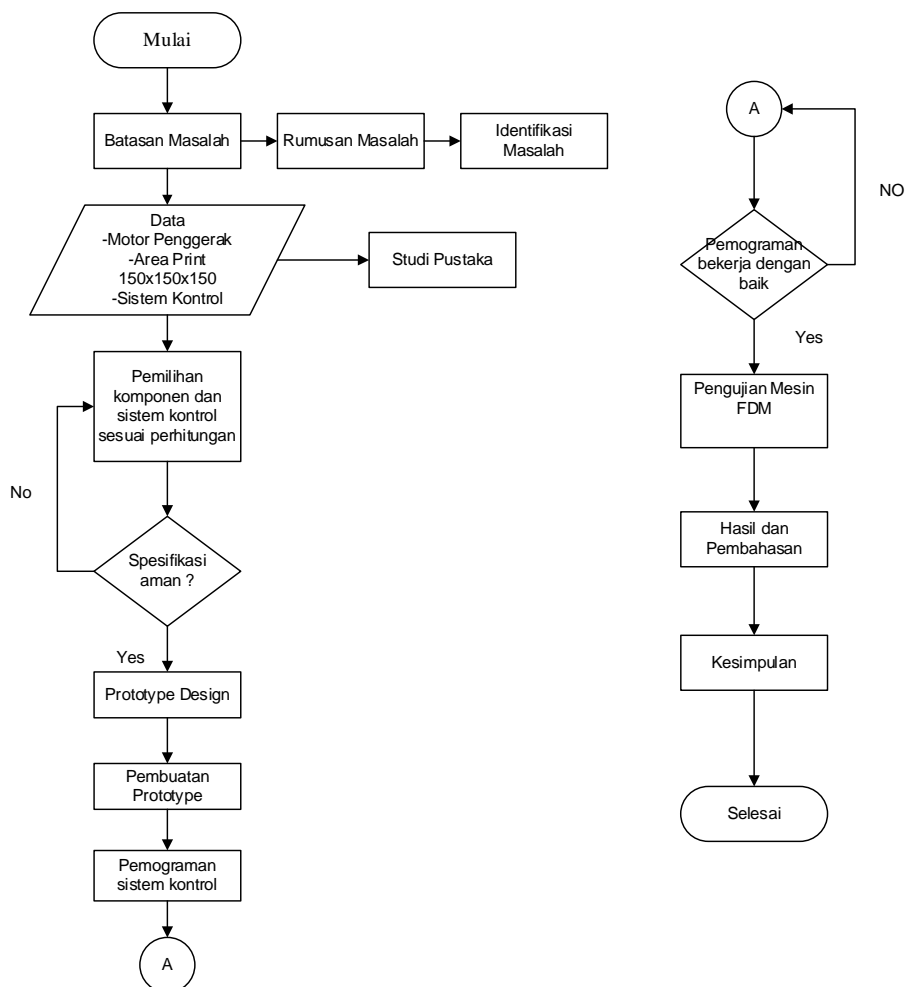 Mulai
Batasan Masalah
Rumusan Masalah
Identifikasi
Masalah
Data
-Motor Penggerak
-Area Print
150x150x150
-Sistem Kontrol
Studi Pustaka
Pemilihan
komponen dan
sistem kontrol
sesuai perhitungan
No
Spesifikasi
aman ?
Yes
Prototype Design
Pembuatan
Prototype
Pemograman
sistem kontrol
A
A
NO
Pemograman
bekerja dengan
baik
Yes
Pengujian Mesin
FDM
Hasil dan
Pembahasan
Kesimpulan
Selesai